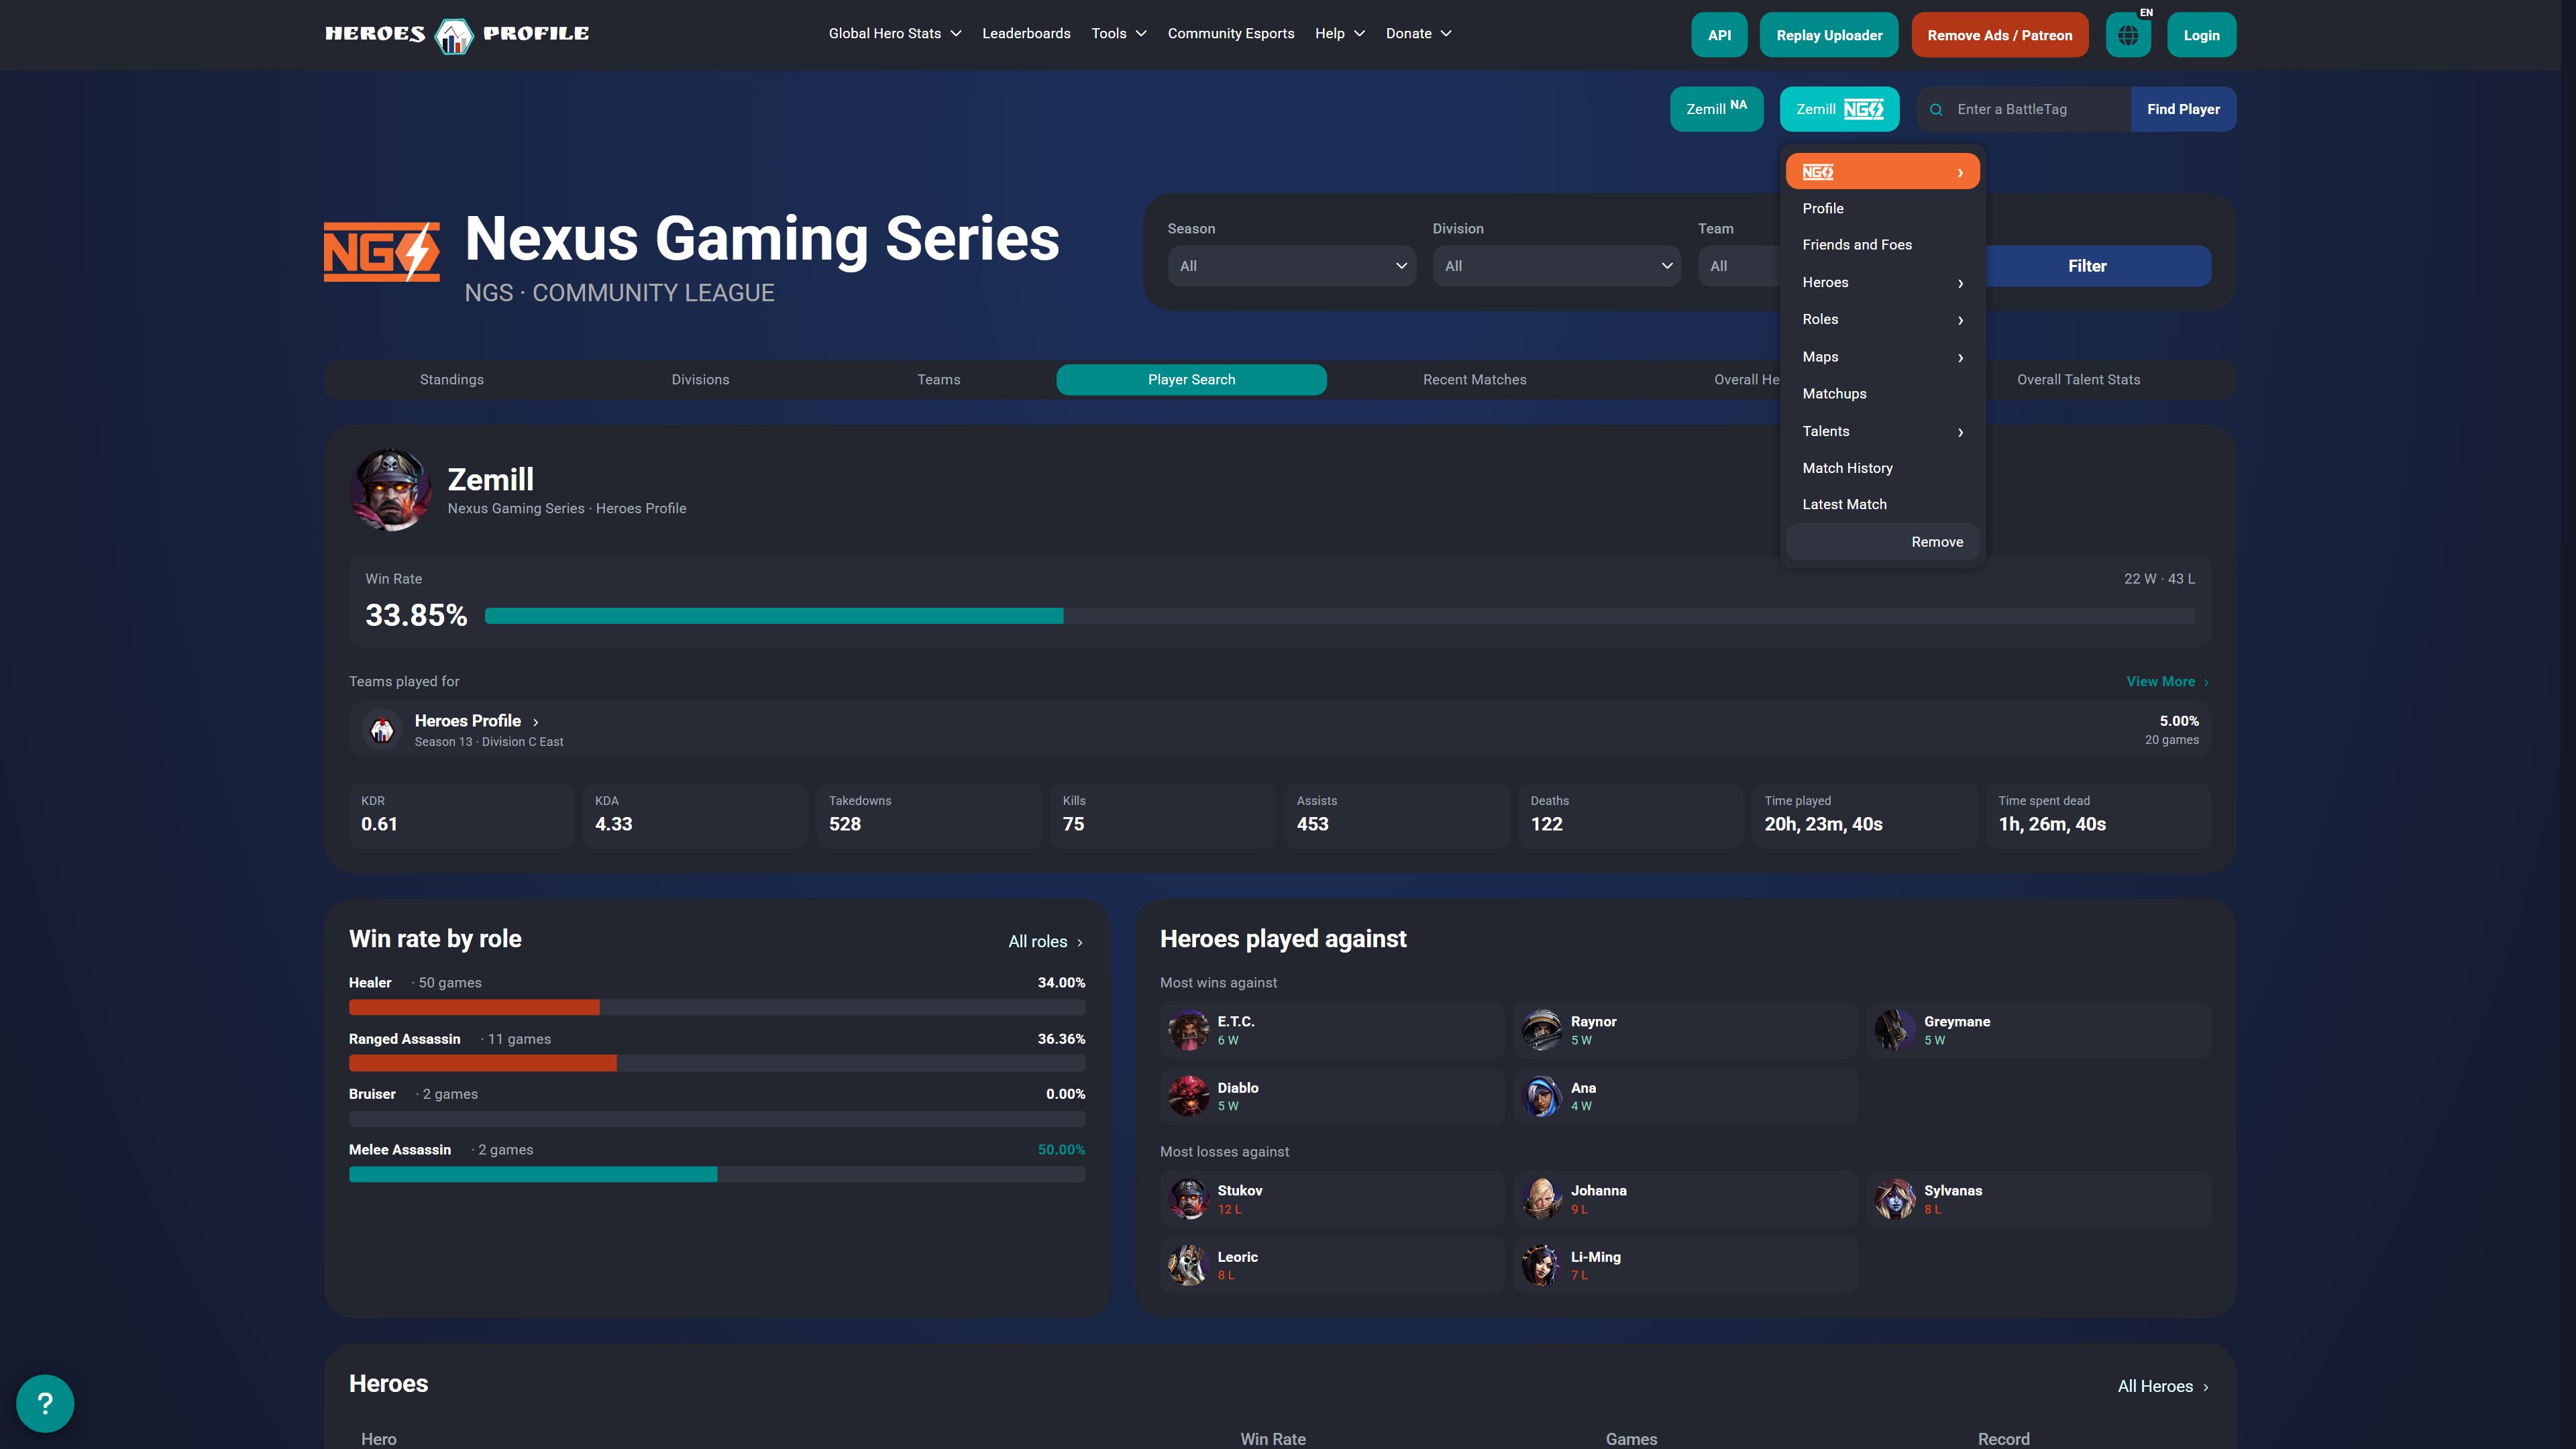 HEROES PROFILE
Global Hero Stats Leaderboards Tools Community Esports Help Donate
API Replay Uploader Remove Ads / Patreon EN Login
Zemill NA Zemill NGS Enter a BattleTag Find Player
NGS
Profile
Friends and Foes
Heroes
Roles
Maps
Matchups
Talents
Match History
Latest Match
Remove
NGS Nexus Gaming Series
NGS · COMMUNITY LEAGUE
Season Division Team
All All All Filter
Standings Divisions Teams Player Search Recent Matches Overall He Overall Talent Stats
Zemill
Nexus Gaming Series · Heroes Profile
Win Rate 22 W · 43 L
33.85%
Teams played for View More
Heroes Profile 5.00%
Season 13 · Division C East 20 games
KDR KDA Takedowns Kills Assists Deaths Time played Time spent dead
0.61 4.33 528 75 453 122 20h, 23m, 40s 1h, 26m, 40s
Win rate by role All roles
Healer · 50 games 34.00%
Ranged Assassin · 11 games 36.36%
Bruiser · 2 games 0.00%
Melee Assassin · 2 games 50.00%
Heroes played against
Most wins against
E.T.C. Raynor Greymane
6 W 5 W 5 W
Diablo Ana
5 W 4 W
Most losses against
Stukov Johanna Sylvanas
12 L 9 L 8 L
Leoric Li-Ming
8 L 7 L
Heroes All Heroes
Hero Win Rate Games Record
?